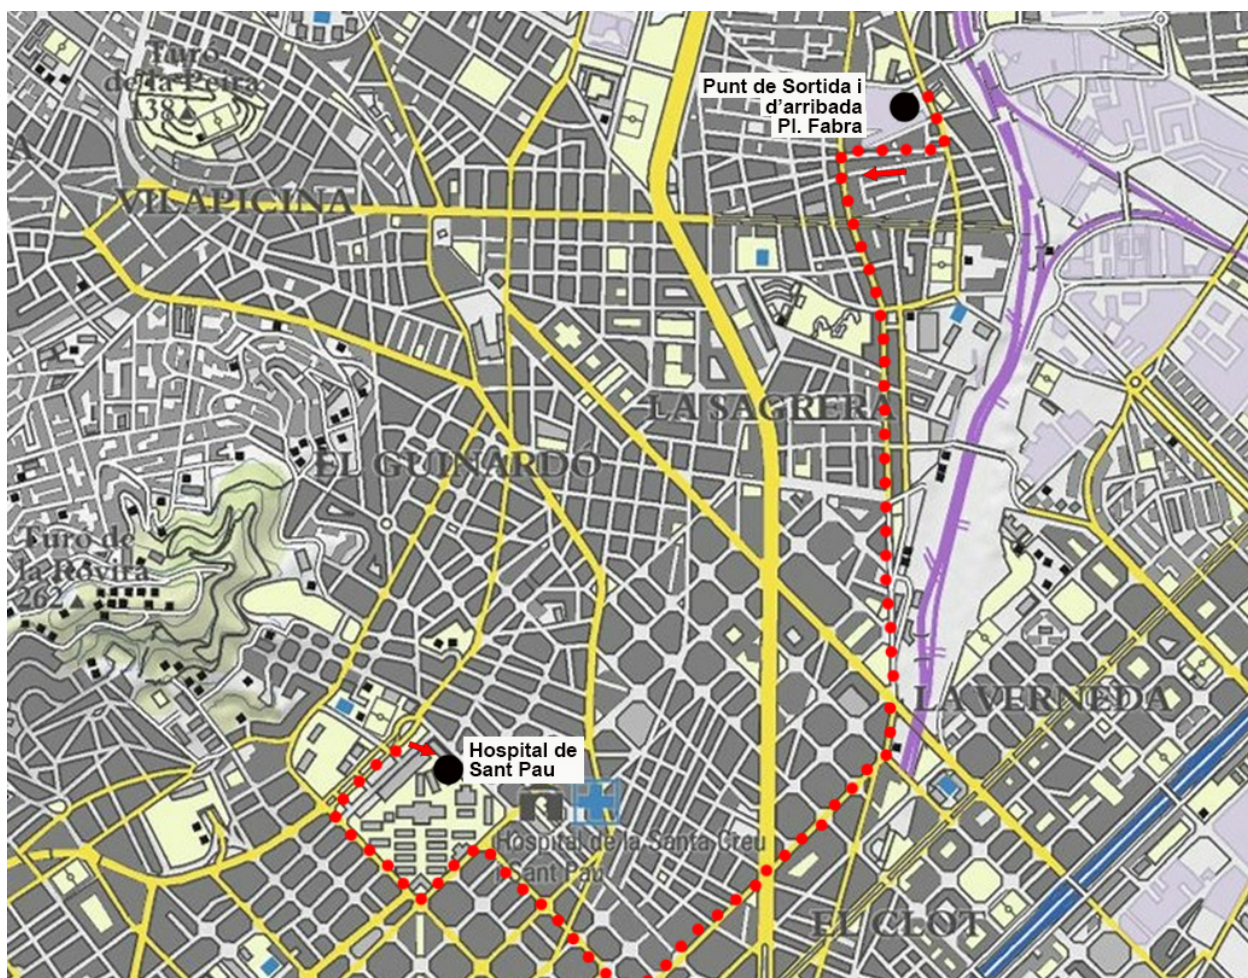 Turó
de la Peira
138
Punt de Sortida i
d'arribada
Pl. Fabra
VILAPICINA
LA SAGRERA
EL GUINARDÓ
Turó de
la Rovira
262
LA VERNEDA
Hospital de
Sant Pau
Hospital de la Santa Creu
i Sant Pau
EL CLOT